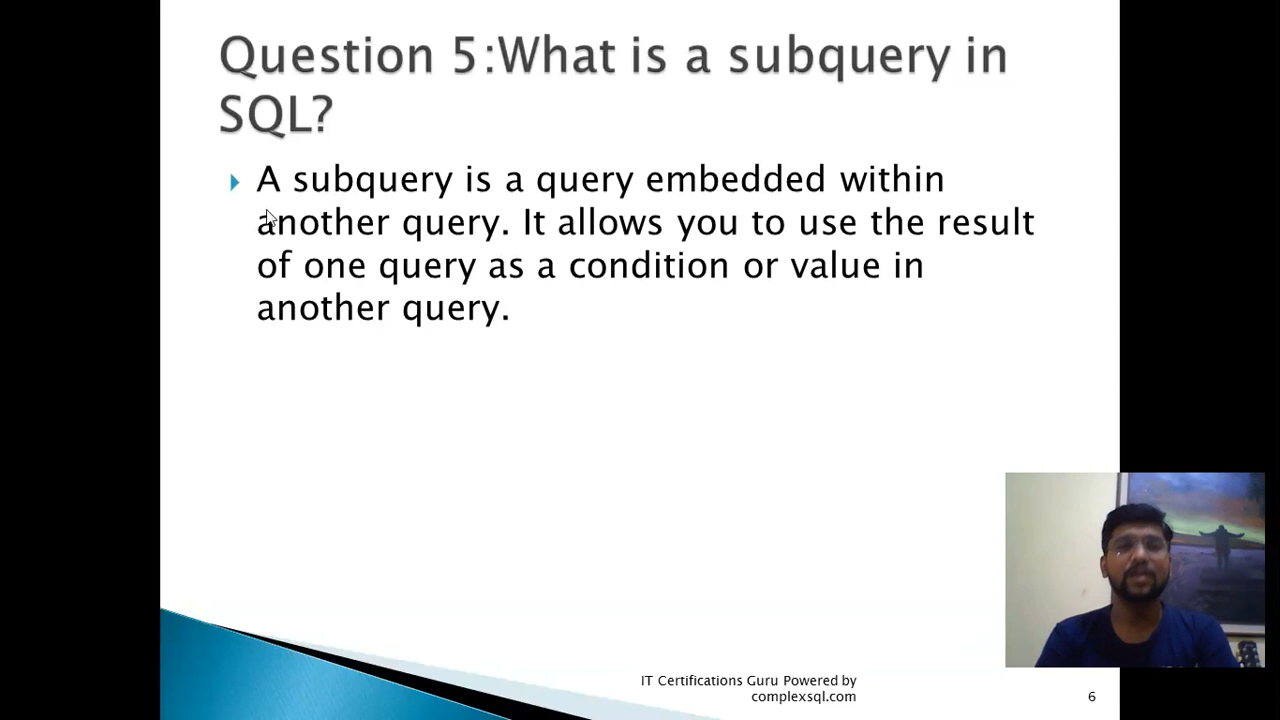 Question 5:What is a subquery in
SQL?
A subquery is a query embedded within
another query. It allows you to use the result
of one query as a condition or value in
another query.
IT Certifications Guru Powered by
complexsql.com
6